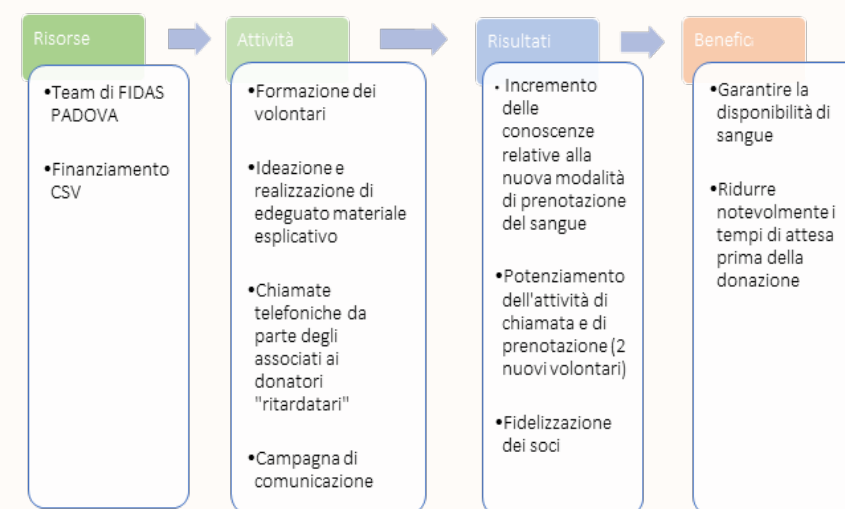 Risorse
•Team di FIDAS
PADOVA
•Finanziamento
CSV
Attività
•Formazione dei
volontari
•Ideazione e
realizzazione di
edeguato materiale
esplicativo
•Chiamate
telefoniche da
parte degli
associati ai
donatori
"ritardatari"
•Campagna di
comunicazione
Risultati
• Incremento
delle
conoscenze
relative alla
nuova modalità
di prenotazione
del sangue
•Potenziamento
dell'attività di
chiamata e di
prenotazione (2
nuovi volontari)
•Fidelizzazione
dei soci
Benefici
•Garantire la
disponibilità di
sangue
•Ridurre
notevolmente i
tempi di attesa
prima della
donazione